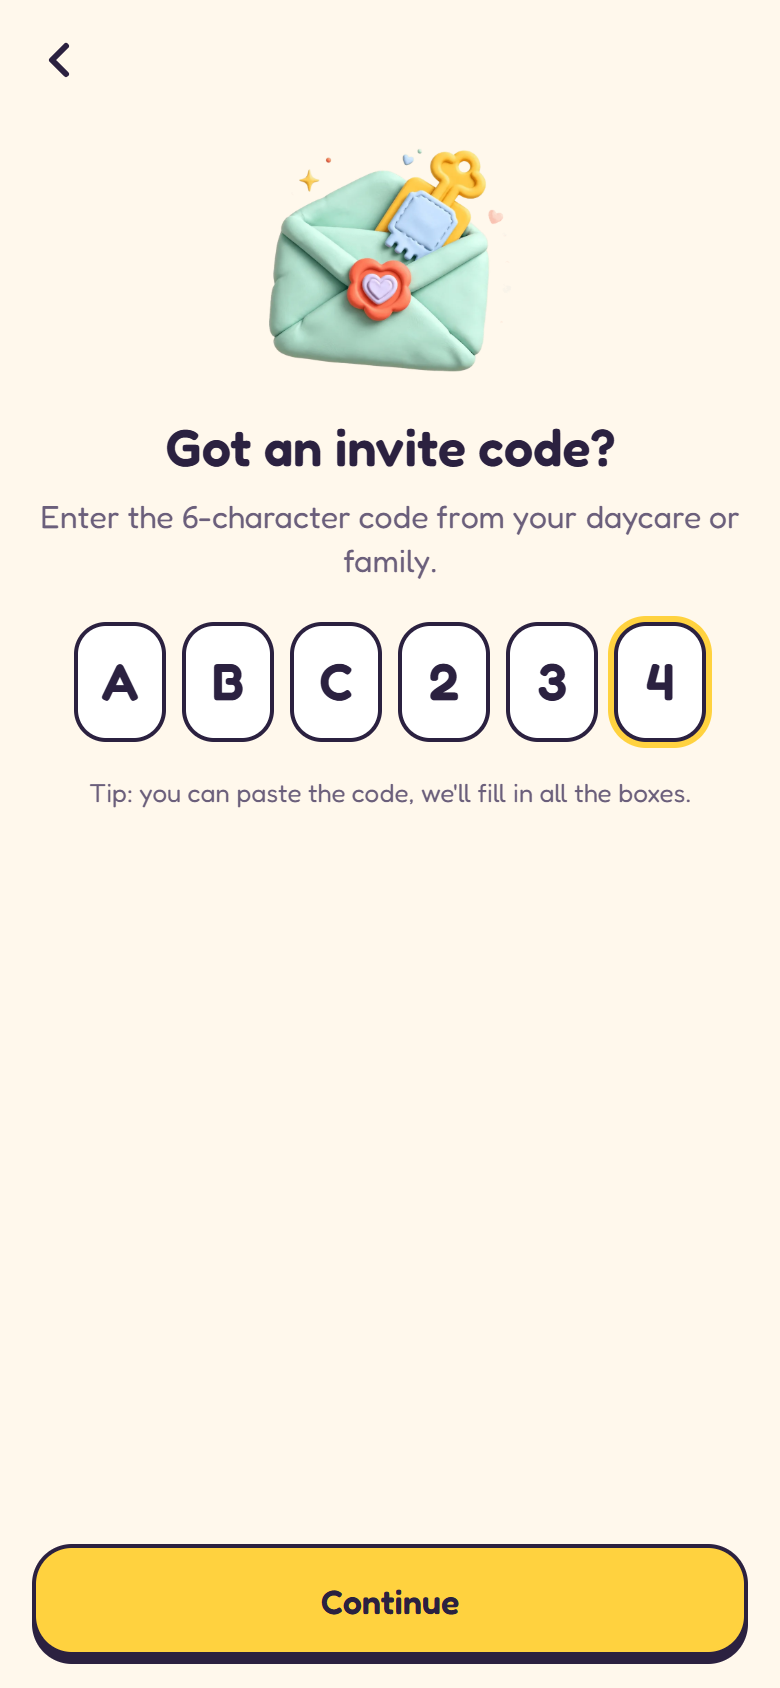 Got an invite code?
Enter the 6-character code from your daycare or
family.
A B C 2 3 4
Tip: you can paste the code, we'll fill in all the boxes.
Continue